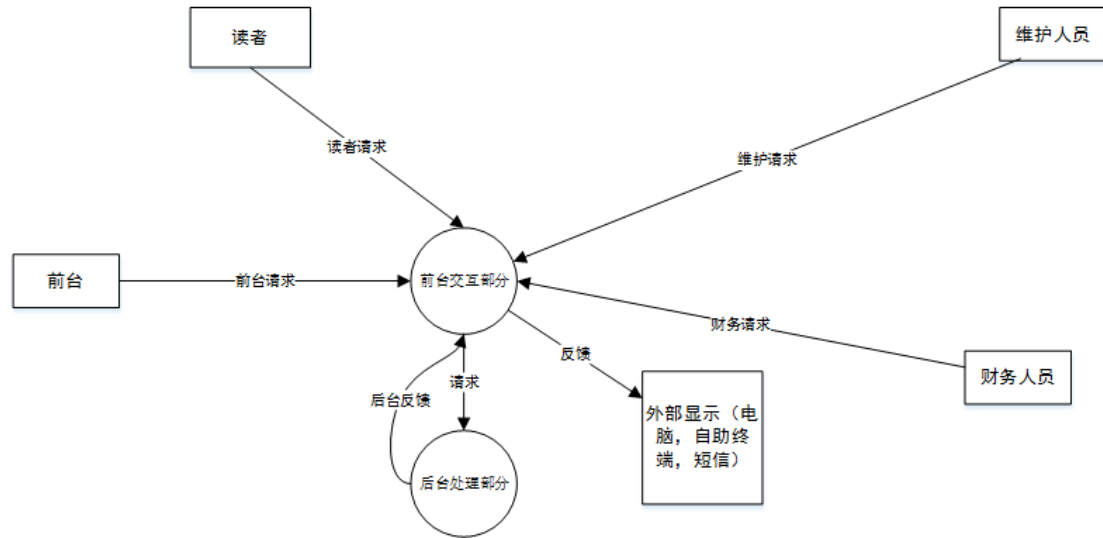 读者
维护人员
读者请求
维护请求
前台
前台请求
前台交互部分
财务请求
反馈
财务人员
请求
后台反馈
外部显示（电
脑，自助终
端，短信）
后台处理部分